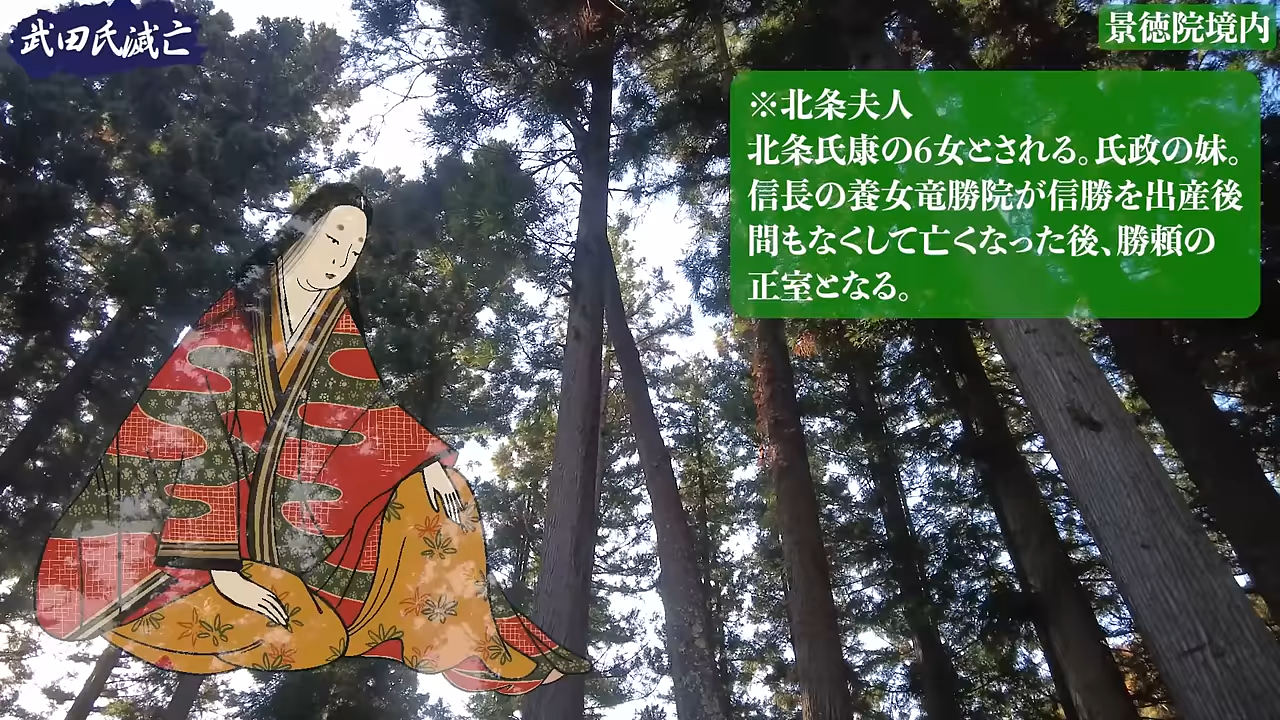 武田氏滅亡
景徳院境内
※北条夫人
北条氏康の6女とされる。氏政の妹。
信長の養女竜勝院が信勝を出産後
間もなくして亡くなった後、勝頼の
正室となる。